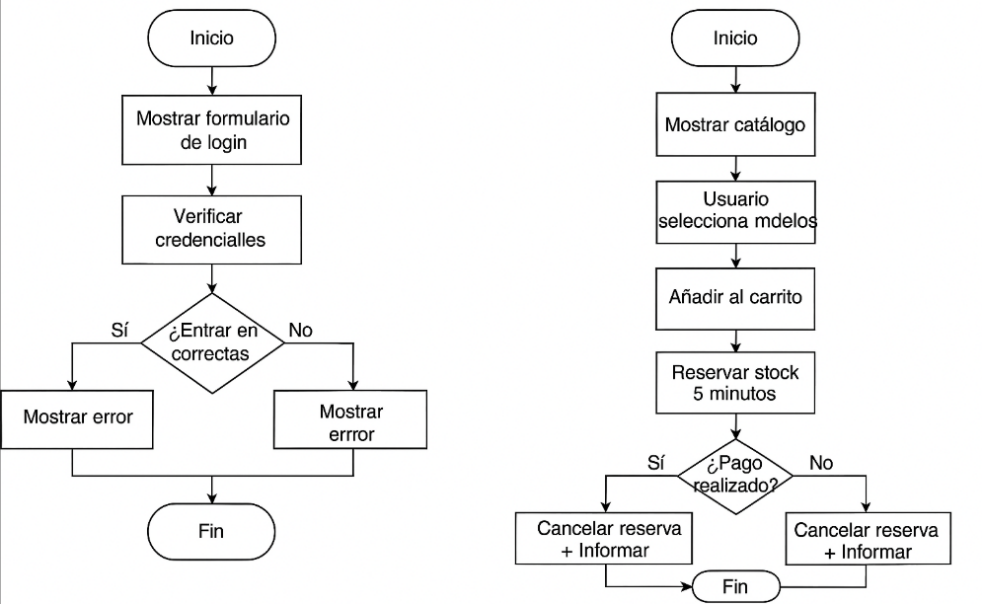 Inicio
Mostrar formulario
de login
Verificar
credencialles
¿Entrar en
correctas
Sí
No
Mostrar error
Mostrar
errror
Fin
Inicio
Mostrar catálogo
Usuario
selecciona mdelos
Añadir al carrito
Reservar stock
5 minutos
¿Pago
realizado?
Sí
No
Cancelar reserva
+ Informar
Cancelar reserva
+ Informar
Fin